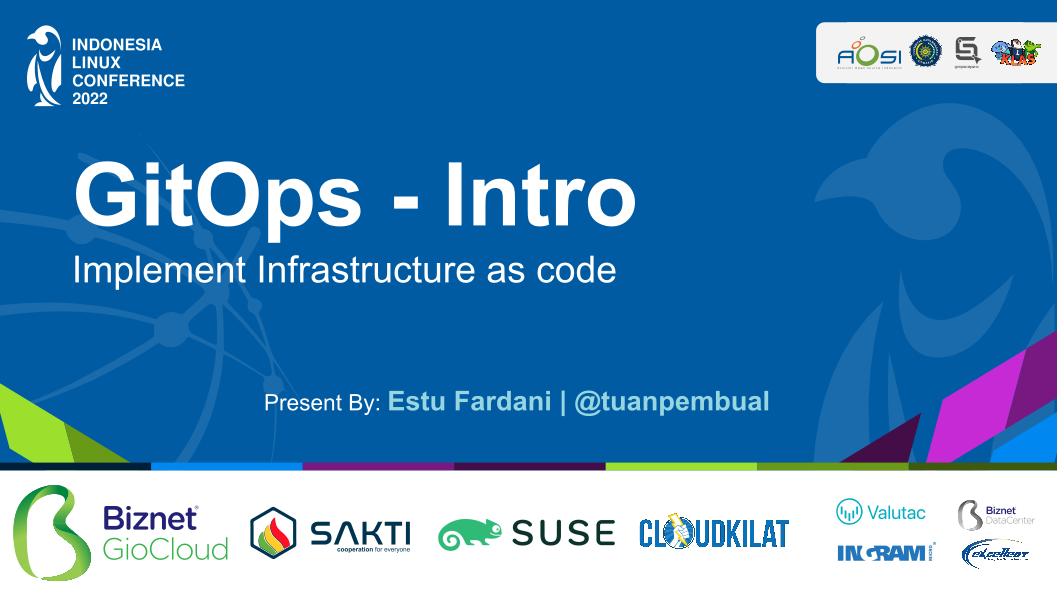 INDONESIA
LINUX
CONFERENCE
2022
AOSI
KLAS
GitOps - Intro
Implement Infrastructure as code
Present By: Estu Fardani | @tuanpembual
Biznet
GioCloud
SAKTI
cooperation for everyone
SUSE
CLOUDKILAT
Valutac
Biznet
DataCenter
INGRAM
MICRO
excellent